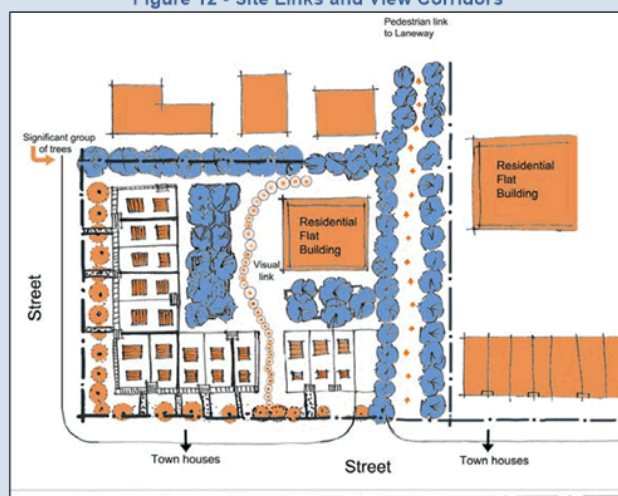 Figure 12 - Site Links and View Corridors
Pedestrian link
to Laneway
Significant group
of trees
Residential
Flat
Building
Residential
Flat
Building
Visual
link
Street
Town houses
Street
Town houses